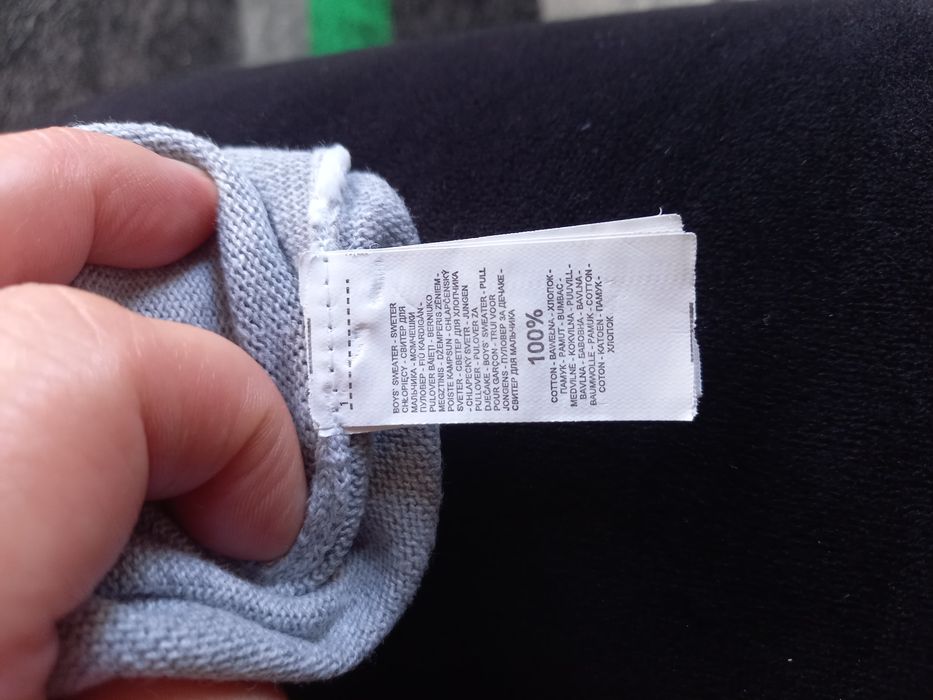 1
BOYS' SWEATER - SWETER
CHŁOPIĘCY - СВИТЕР ДЛЯ
МАЛЬЧИКА - МОМЧЕШКИ
ПУЛОВЕР - FIÚ KARDIGÁN -
PULOVER BĂIEȚI - BERNIUKO
MEGZTINIS - DŽEMPERIS ZĒNIEM -
POISTE KAMPSUN - CHLAPČENSKÝ
SVETER - СВЕТЕР ДЛЯ ХЛОПЧИКА
- CHLAPECKÝ SVETR - JUNGEN
PULLOVER - PULOVER ZA
DJEČAKE - BOYS' SWEATER - PULL
POUR GARÇON - TRUI VOOR
JONGENS - ПУЛОВЕР ЗА ДЕЧАКЕ -
СВИТЕР ДЛЯ МАЛЬЧИКА
100%
COTTON - BAWEŁNA - ХЛОПОК -
ПАМУК - PAMUT - BUMBAC -
MEDVILNĖ - KOKVILNA - PUUVILL -
BAVLNA - БАВОВНА - BAVLNA -
BAUMWOLLE - PAMUK - COTTON -
COTON - KATOEN - ПАМУК -
ХЛОПОК